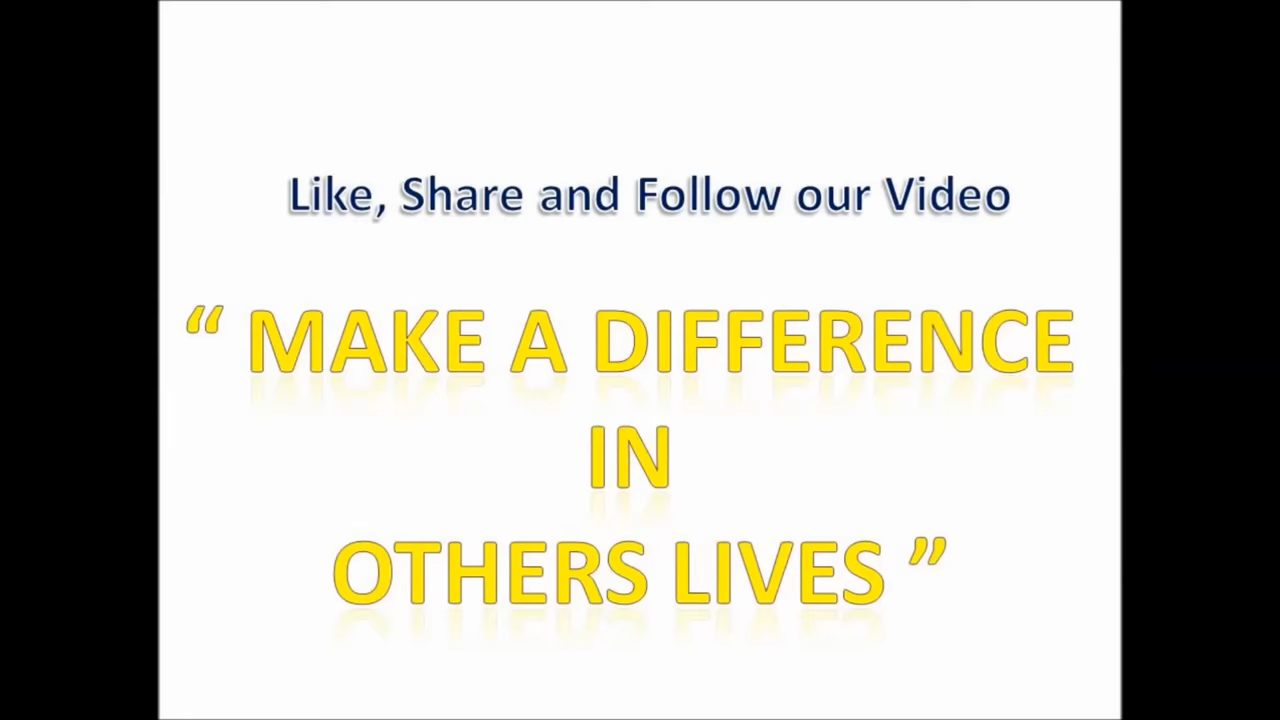 Like, Share and Follow our Video
“ MAKE A DIFFERENCE
IN
OTHERS LIVES ”